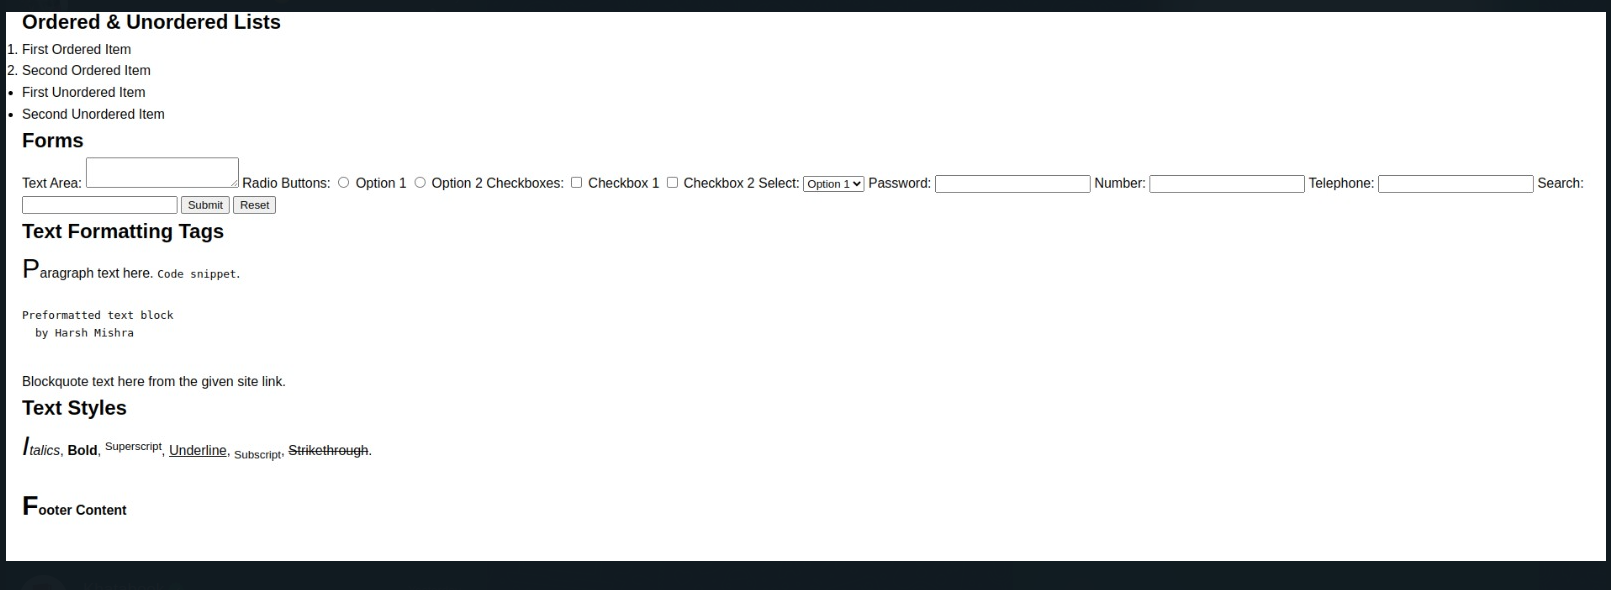 Ordered & Unordered Lists
1. First Ordered Item
2. Second Ordered Item
• First Unordered Item
• Second Unordered Item
Forms
Text Area: Radio Buttons: Option 1 Option 2 Checkboxes: Checkbox 1 Checkbox 2 Select: Option 1 Password: Number: Telephone: Search:
Submit Reset
Text Formatting Tags
Paragraph text here. Code snippet.
Preformatted text block
  by Harsh Mishra
Blockquote text here from the given site link.
Text Styles
Italics, Bold, Superscript, Underline, Subscript, Strikethrough.
Footer Content